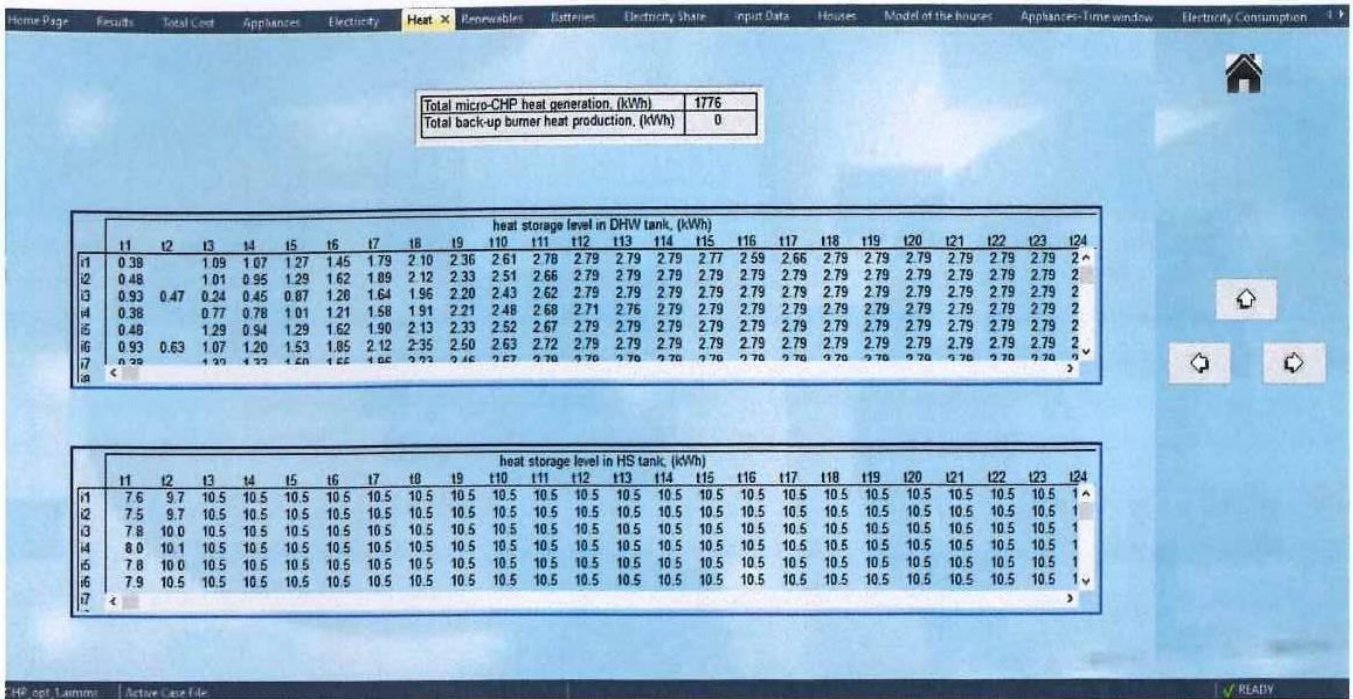 Home Page Results Total Cost Appliances Electricity Heat × Renewables Batteries Electricity Share Input Data Houses Model of the houses Appliances-Time window Electricity Consumption
Total micro-CHP heat generation, (kWh) 1776
Total back-up burner heat production, (kWh) 0
heat storage level in DHW tank, (kWh)
t1 t2 t3 t4 t5 t6 t7 t8 t9 t10 t11 t12 t13 t14 t15 t16 t17 t18 t19 t20 t21 t22 t23 t24
i1 0.38 1.09 1.07 1.27 1.45 1.79 2.10 2.36 2.61 2.78 2.79 2.79 2.79 2.77 2.59 2.66 2.79 2.79 2.79 2.79 2.79 2.79 2
i2 0.48 1.01 0.95 1.29 1.62 1.89 2.12 2.33 2.51 2.66 2.79 2.79 2.79 2.79 2.79 2.79 2.79 2.79 2.79 2.79 2.79 2.79 2
i3 0.93 0.47 0.24 0.45 0.87 1.28 1.64 1.96 2.20 2.43 2.62 2.79 2.79 2.79 2.79 2.79 2.79 2.79 2.79 2.79 2.79 2.79 2.79 2
i4 0.38 0.77 0.78 1.01 1.21 1.58 1.91 2.21 2.48 2.68 2.71 2.76 2.79 2.79 2.79 2.79 2.79 2.79 2.79 2.79 2.79 2.79 2
i5 0.48 1.29 0.94 1.29 1.62 1.90 2.13 2.33 2.52 2.67 2.79 2.79 2.79 2.79 2.79 2.79 2.79 2.79 2.79 2.79 2.79 2.79 2
i6 0.93 0.63 1.07 1.20 1.53 1.85 2.12 2.35 2.50 2.63 2.72 2.79 2.79 2.79 2.79 2.79 2.79 2.79 2.79 2.79 2.79 2.79 2.79 2
i7
i8
heat storage level in HS tank, (kWh)
t1 t2 t3 t4 t5 t6 t7 t8 t9 t10 t11 t12 t13 t14 t15 t16 t17 t18 t19 t20 t21 t22 t23 t24
i1 7.6 9.7 10.5 10.5 10.5 10.5 10.5 10.5 10.5 10.5 10.5 10.5 10.5 10.5 10.5 10.5 10.5 10.5 10.5 10.5 10.5 10.5 10.5 1
i2 7.5 9.7 10.5 10.5 10.5 10.5 10.5 10.5 10.5 10.5 10.5 10.5 10.5 10.5 10.5 10.5 10.5 10.5 10.5 10.5 10.5 10.5 10.5 1
i3 7.8 10.0 10.5 10.5 10.5 10.5 10.5 10.5 10.5 10.5 10.5 10.5 10.5 10.5 10.5 10.5 10.5 10.5 10.5 10.5 10.5 10.5 10.5 1
i4 8.0 10.1 10.5 10.5 10.5 10.5 10.5 10.5 10.5 10.5 10.5 10.5 10.5 10.5 10.5 10.5 10.5 10.5 10.5 10.5 10.5 10.5 10.5 1
i5 7.8 10.0 10.5 10.5 10.5 10.5 10.5 10.5 10.5 10.5 10.5 10.5 10.5 10.5 10.5 10.5 10.5 10.5 10.5 10.5 10.5 10.5 10.5 1
i6 7.9 10.5 10.5 10.5 10.5 10.5 10.5 10.5 10.5 10.5 10.5 10.5 10.5 10.5 10.5 10.5 10.5 10.5 10.5 10.5 10.5 10.5 10.5 1
i7
CHP_opt_1.aimms Active Case File: READY